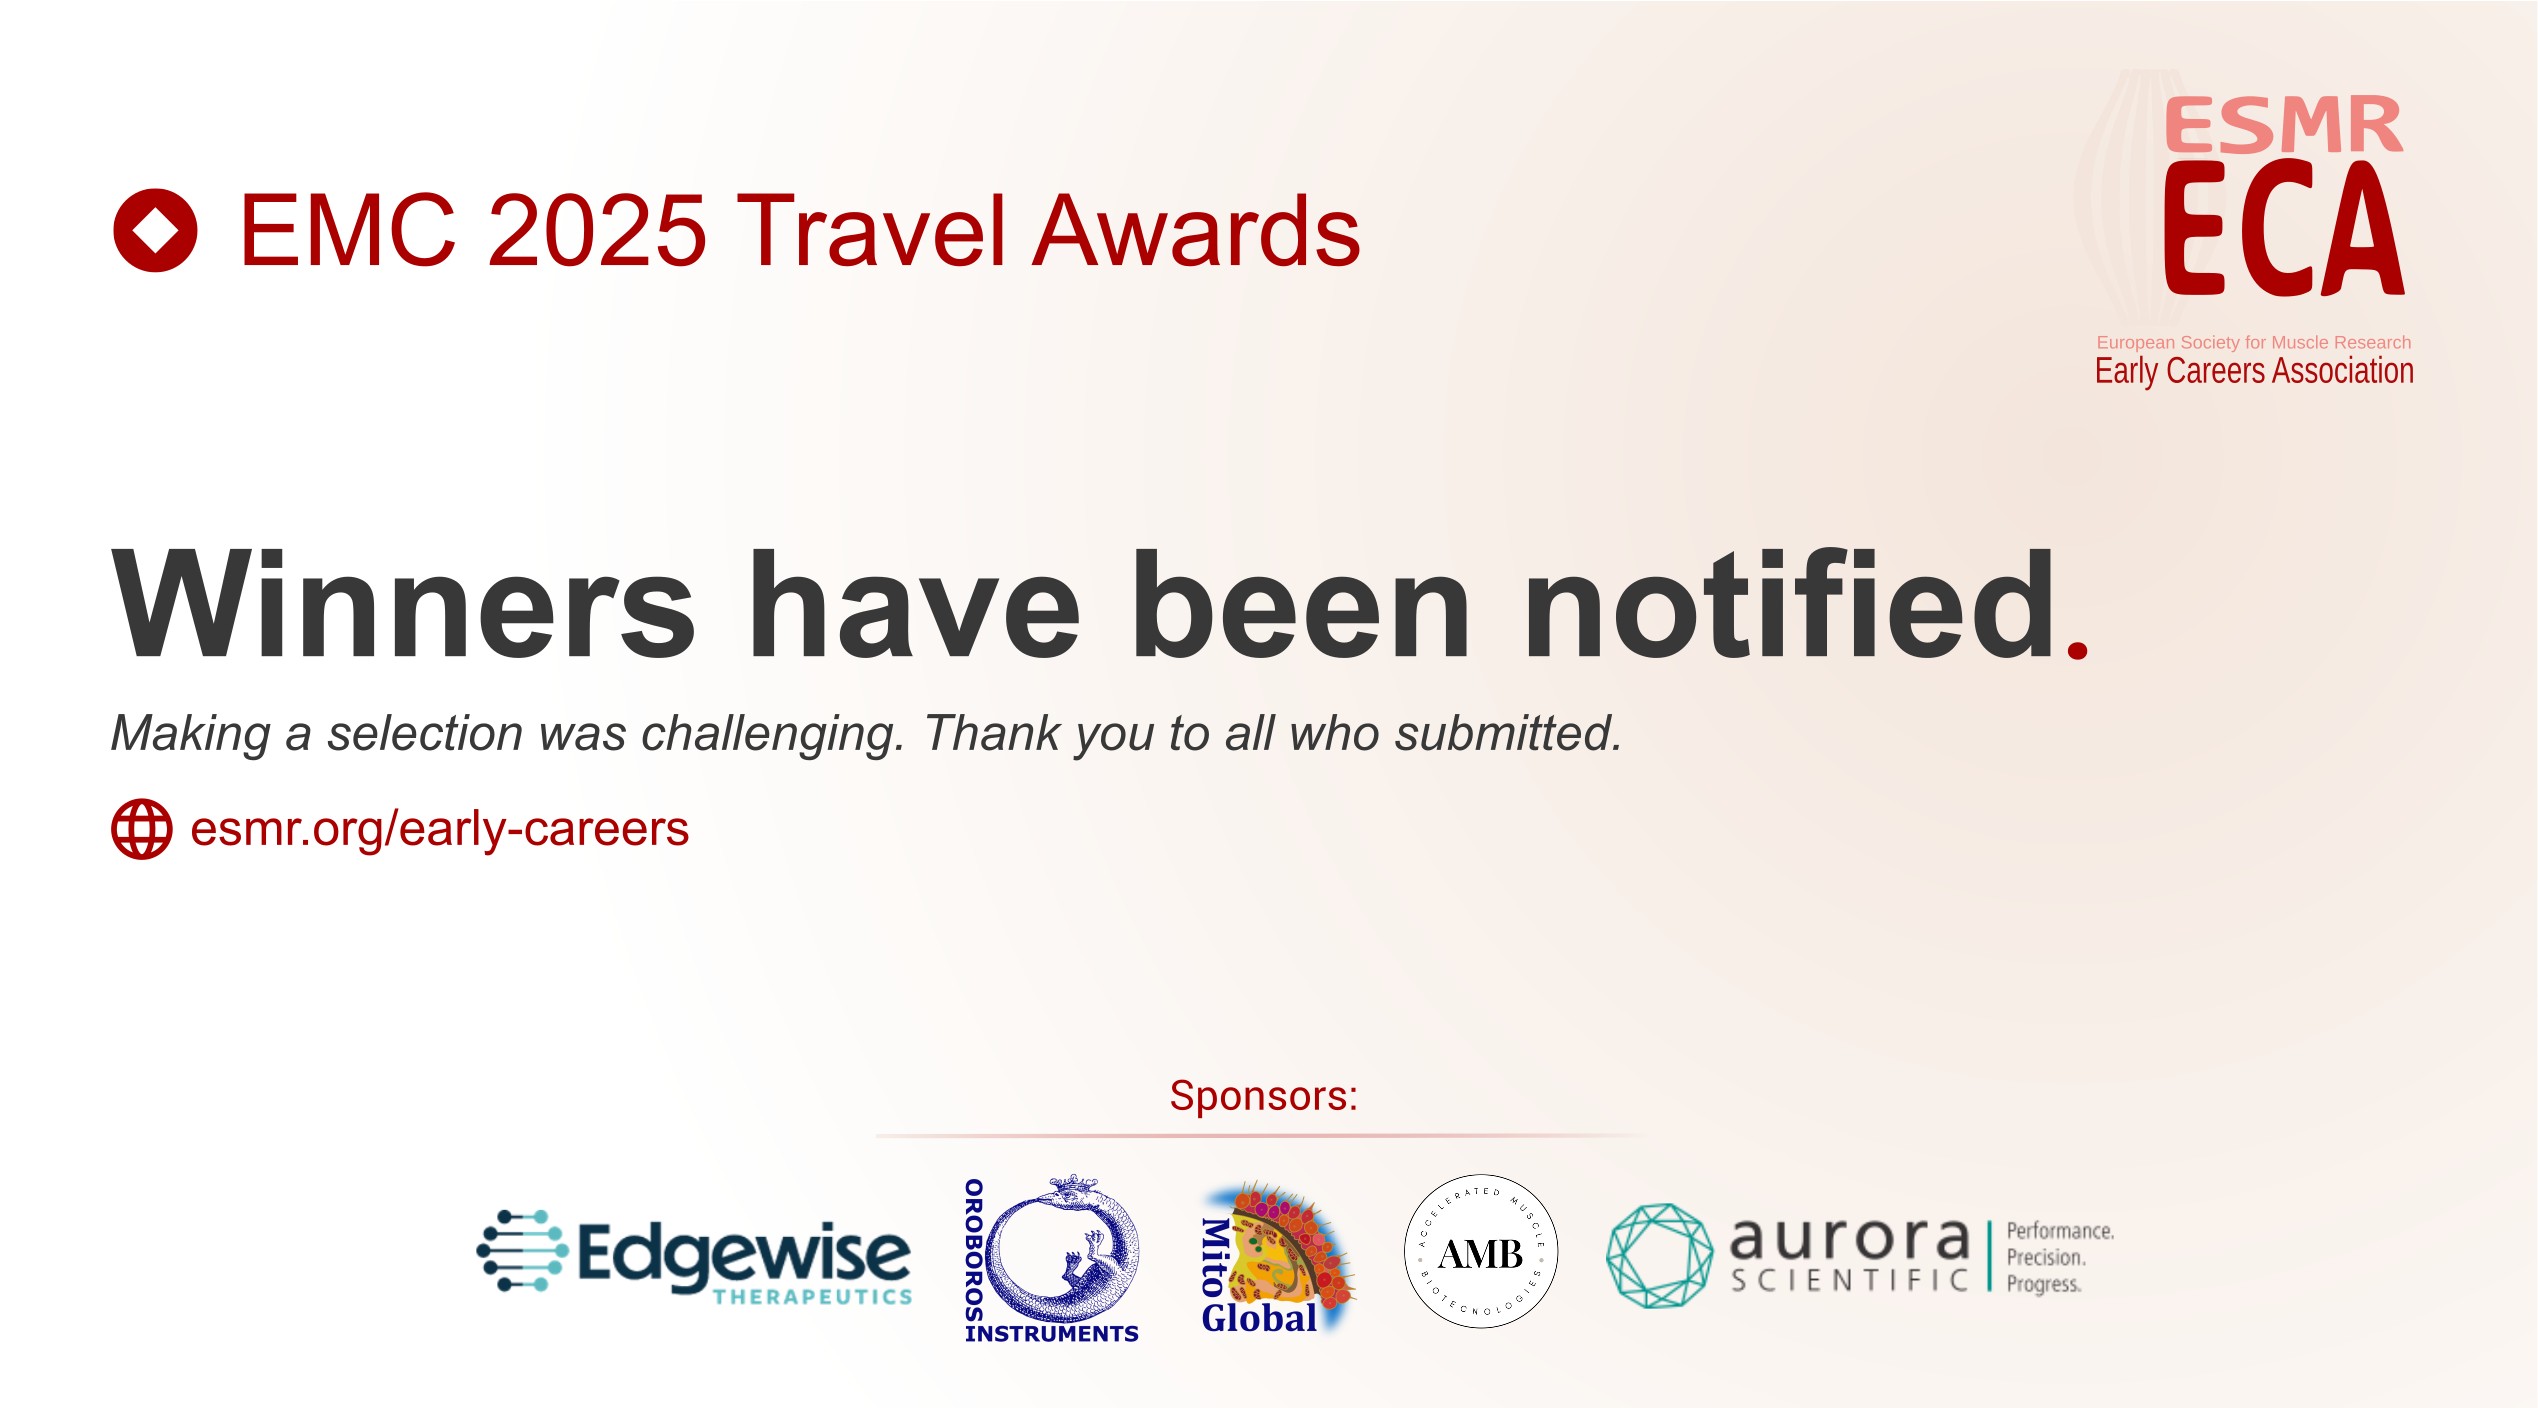 EMC 2025 Travel Awards
ESMR
ECA
European Society for Muscle Research
Early Careers Association
Winners have been notified.
Making a selection was challenging. Thank you to all who submitted.
esmr.org/early-careers
Sponsors:
Edgewise
THERAPEUTICS
OROBOROS
INSTRUMENTS
Mito
Global
ACCELERATED MUSCLE
AMB
BIOTECNOLOGIES
aurora
SCIENTIFIC
Performance.
Precision.
Progress.